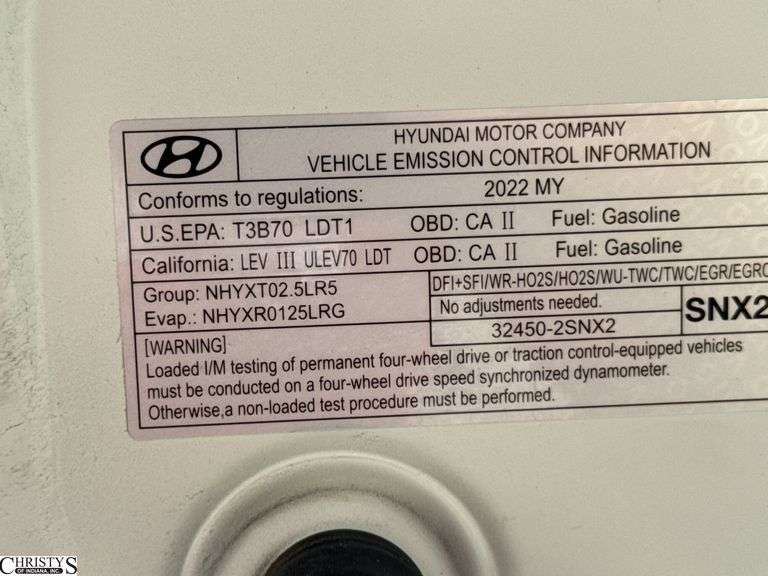 HYUNDAI MOTOR COMPANY
VEHICLE EMISSION CONTROL INFORMATION
Conforms to regulations: 2022 MY
U.S.EPA: T3B70 LDT1 OBD: CA II Fuel: Gasoline
California: LEV III ULEV70 LDT OBD: CA II Fuel: Gasoline
Group: NHYXT02.5LR5
Evap.: NHYXR0125LRG
DFI+SFI/WR-HO2S/HO2S/WU-TWC/TWC/EGR/EGRC
No adjustments needed.
32450-2SNX2
SNX2
[WARNING]
Loaded I/M testing of permanent four-wheel drive or traction control-equipped vehicles
must be conducted on a four-wheel drive speed synchronized dynamometer.
Otherwise,a non-loaded test procedure must be performed.
CHRISTY'S
OF INDIANA, INC.